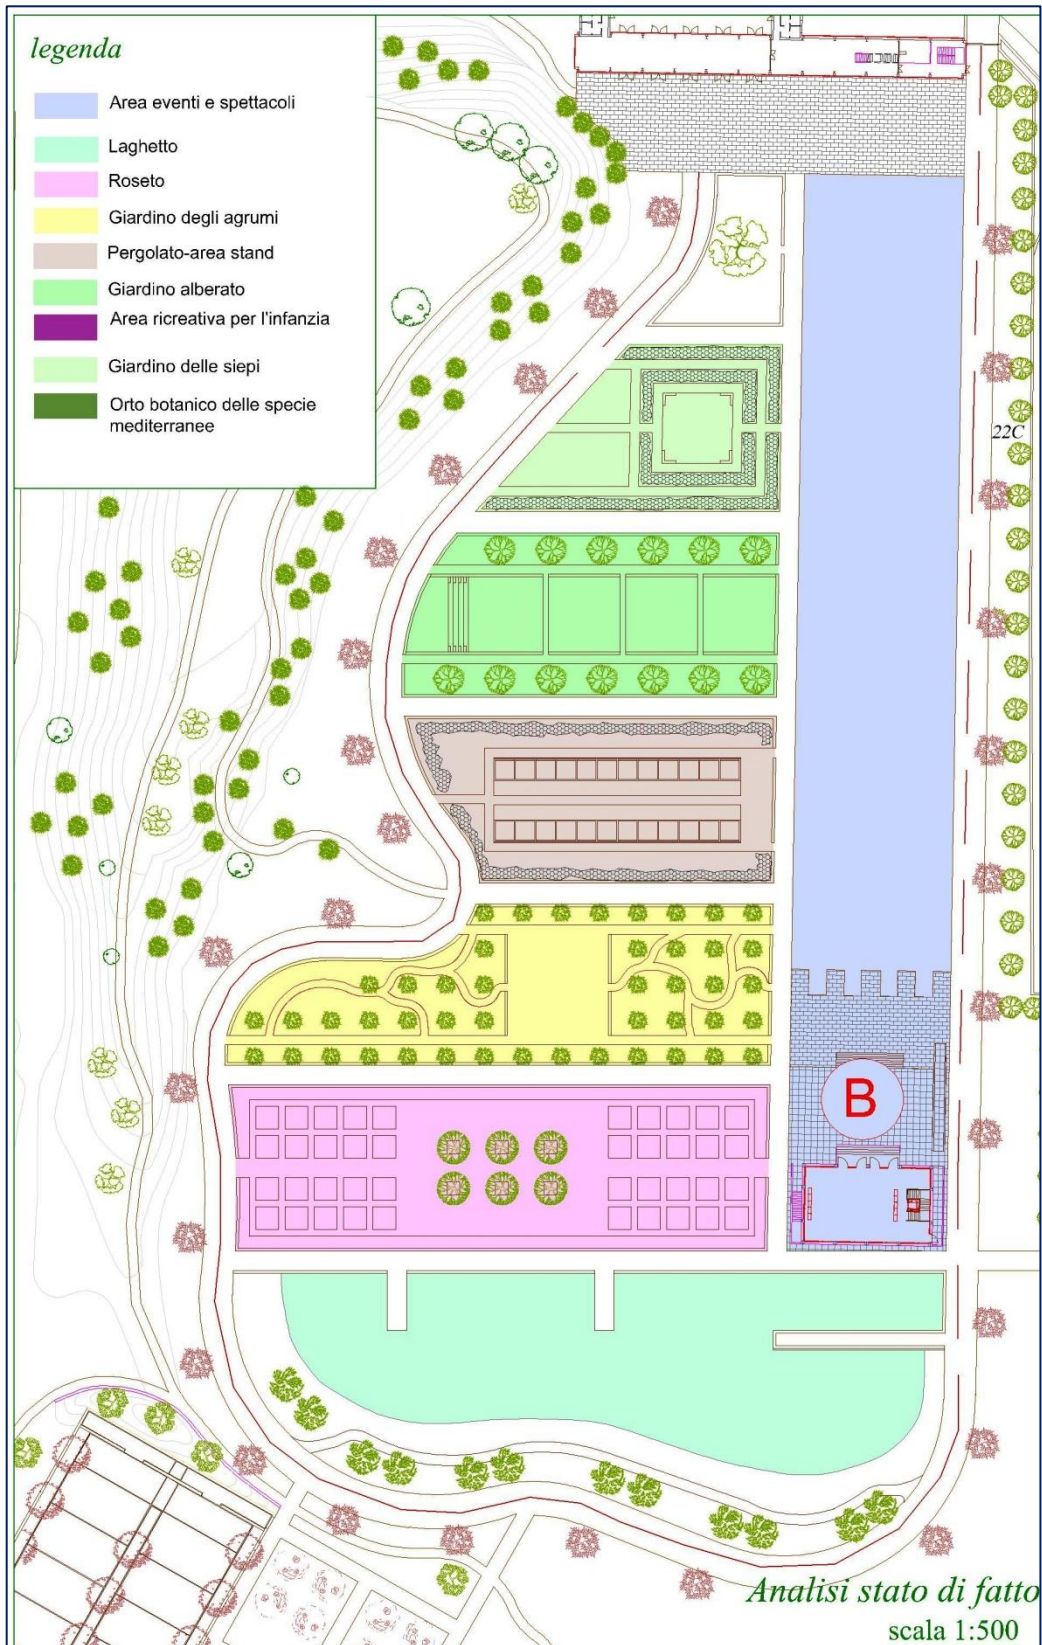 legenda
Area eventi e spettacoli
Laghetto
Roseto
Giardino degli agrumi
Pergolato-area stand
Giardino alberato
Area ricreativa per l'infanzia
Giardino delle siepi
Orto botanico delle specie
mediterranee
22C
B
Analisi stato di fatto
scala 1:500